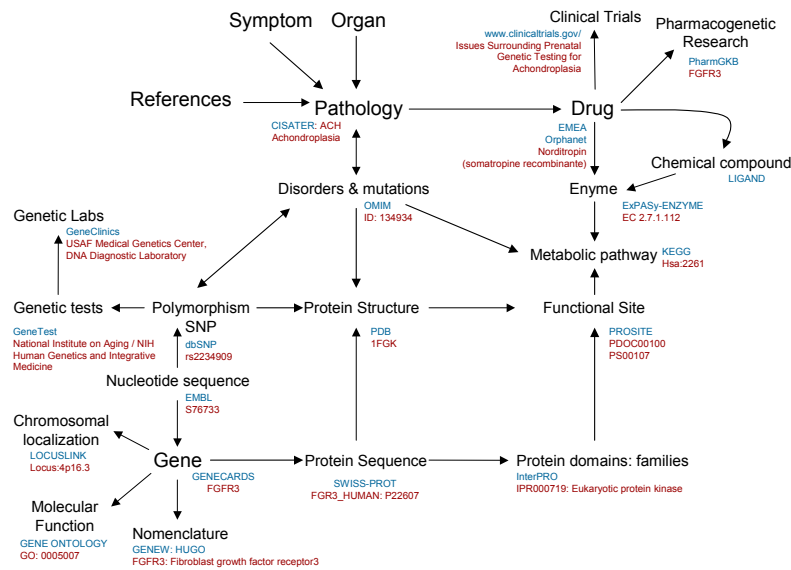 Clinical Trials
www.clinicaltrials.gov/
Issues Surrounding Prenatal
Genetic Testing for
Achondroplasia
Pharmacogenetic
Research
PharmGKB
FGFR3
Symptom
Organ
References
Pathology
CISATER: ACH
Achondroplasia
Drug
EMEA
Orphanet
Norditropin
(somatropine recombinante)
Chemical compound
LIGAND
Disorders & mutations
OMIM
ID: 134934
Enyme
ExPASy-ENZYME
EC 2.7.1.112
Genetic Labs
GeneClinics
USAF Medical Genetics Center,
DNA Diagnostic Laboratory
Metabolic pathway
KEGG
Hsa:2261
Genetic tests
GeneTest
National Institute on Aging / NIH
Human Genetics and Integrative
Medicine
Polymorphism
SNP
dbSNP
rs2234909
Protein Structure
PDB
1FGK
Functional Site
PROSITE
PDOC00100
PS00107
Nucleotide sequence
EMBL
S76733
Chromosomal
localization
LOCUSLINK
Locus:4p16.3
Gene
GENECARDS
FGFR3
Protein Sequence
SWISS-PROT
FGR3_HUMAN: P22607
Protein domains: families
InterPRO
IPR000719: Eukaryotic protein kinase
Molecular
Function
GENE ONTOLOGY
GO: 0005007
Nomenclature
GENEW: HUGO
FGFR3: Fibroblast growth factor receptor3